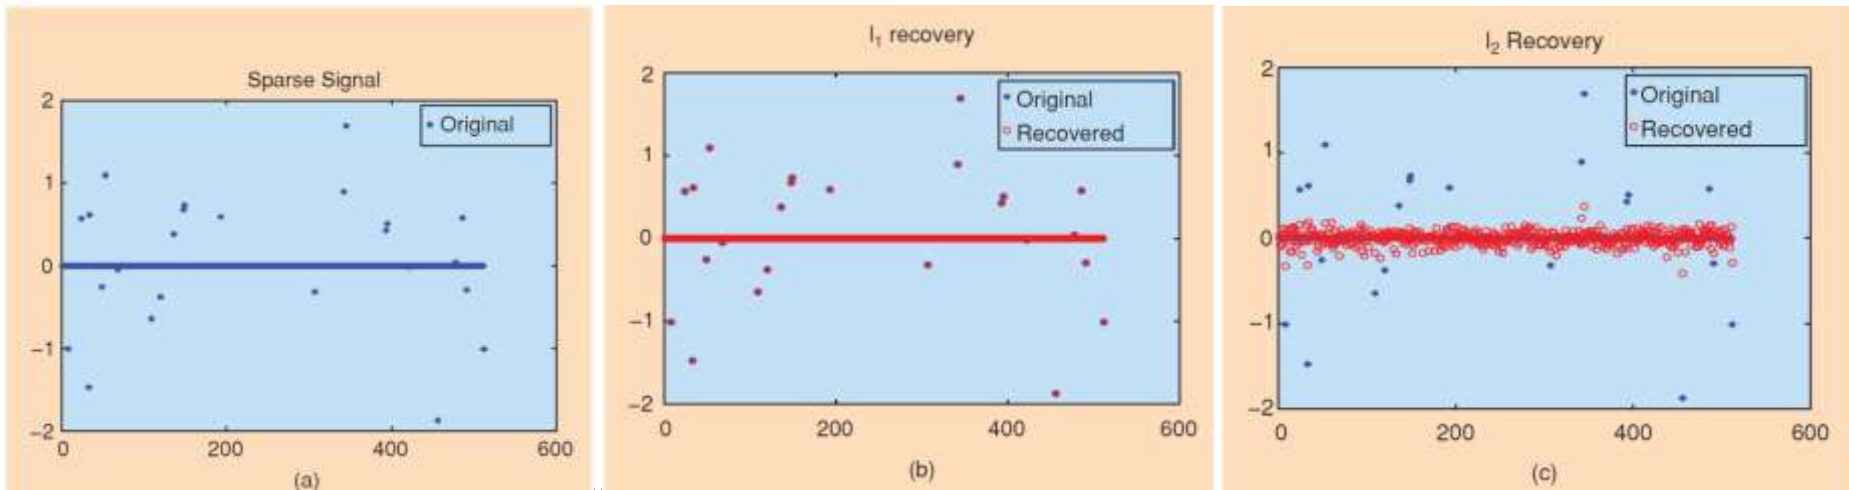 Sparse Signal
Original
2
1
0
−1
−2
0
200
400
600
(a)
l1 recovery
Original
Recovered
2
1
0
−1
−2
0
200
400
600
(b)
l2 Recovery
Original
Recovered
2
1
0
−1
−2
0
200
400
600
(c)